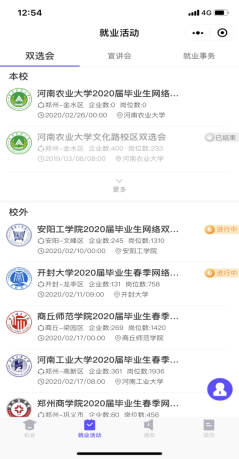 12:54
4G
就业活动
双选会 宣讲会 就业事务
本校
河南农业大学2020届毕业生网络...
郑州-金水区 企业数:0 岗位数:0
2020/02/26/00:00 河南农业大学
河南农业大学文化路校区双选会
已结束
郑州-金水区 企业数:400 岗位数:233
2019/03/08/08:00 河南农业大学
更多
校外
安阳工学院2020届毕业生网络双...
进行中
安阳-文峰区 企业数:245 岗位数:1310
2020/02/10/00:00 安阳工学院
开封大学2020届毕业生春季网络...
进行中
开封-龙亭区 企业数:131 岗位数:758
2020/02/11/09:00 开封大学
商丘师范学院2020届毕业生春季...
商丘-梁园区 企业数:269 岗位数:1420
2020/02/17/00:00 商丘师范学院
河南工业大学2020届毕业生春季...
郑州-高新区 企业数:361 岗位数:1936
2020/02/17/08:00 河南工业大学
郑州商学院2020届毕业生春季网...
郑州-巩义市 企业数:80 岗位数:456
就业活动